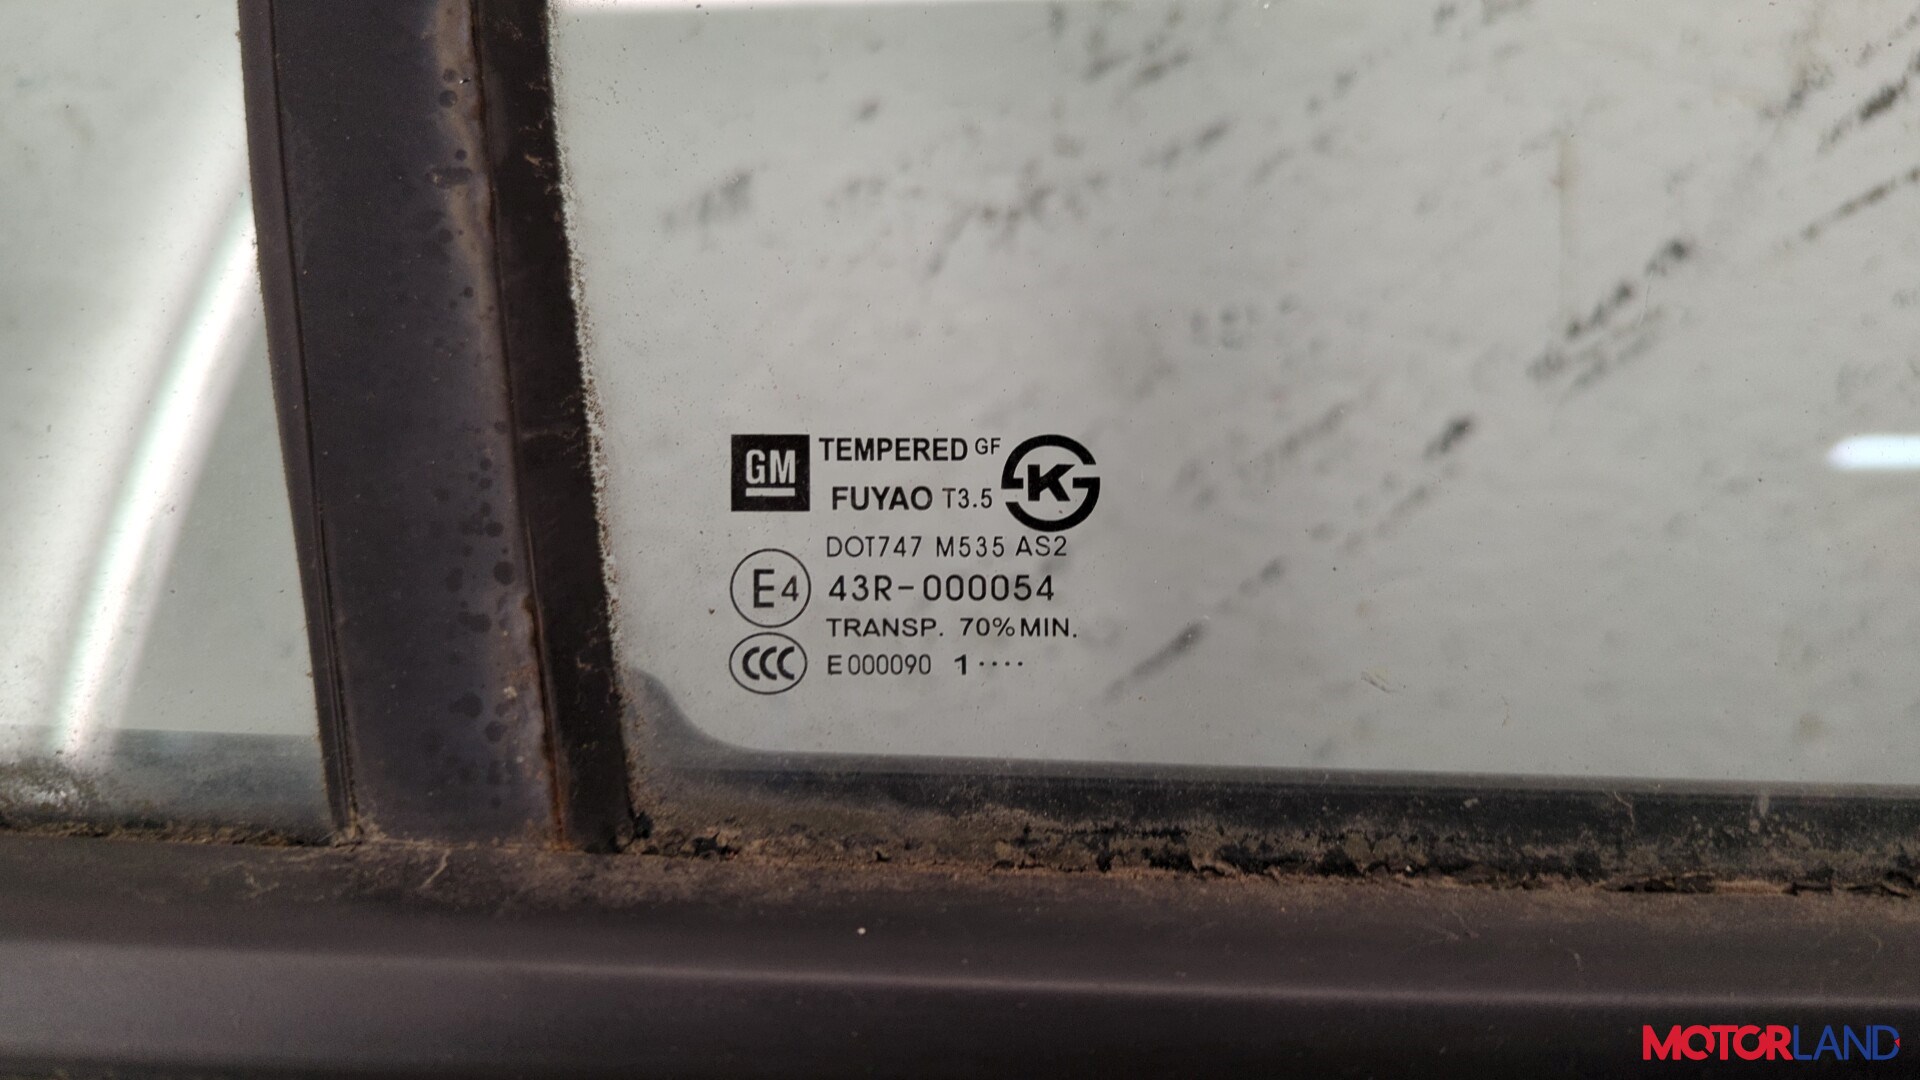 GM TEMPERED GF
FUYAO T3.5 K
DOT747 M535 AS2
E4 43R-000054
TRANSP. 70% MIN.
CCC E000090 1····
MOTORLAND